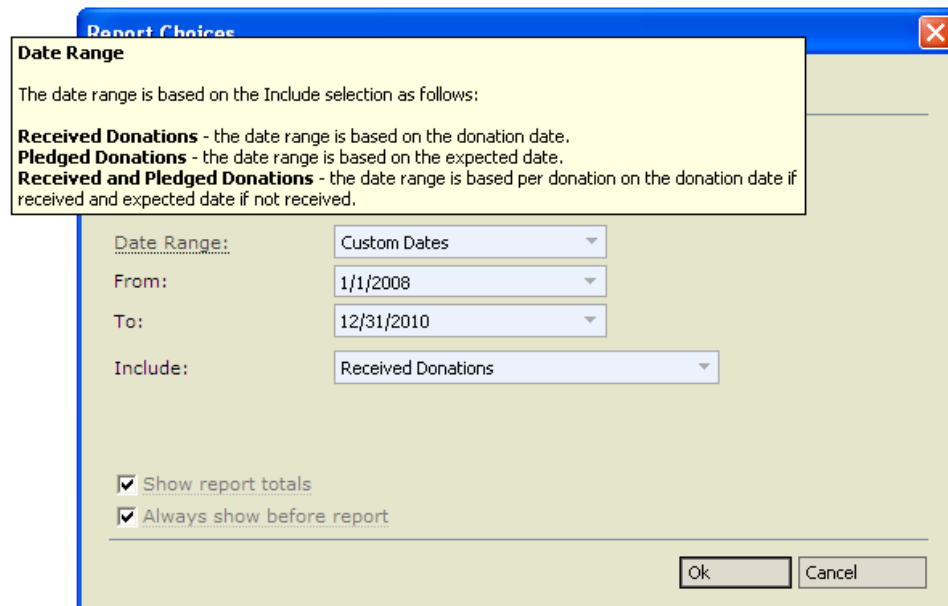 Report Choices
Date Range
The date range is based on the Include selection as follows:
Received Donations - the date range is based on the donation date.
Pledged Donations - the date range is based on the expected date.
Received and Pledged Donations - the date range is based per donation on the donation date if
received and expected date if not received.
Date Range: Custom Dates
From: 1/1/2008
To: 12/31/2010
Include: Received Donations
Show report totals
Always show before report
Ok Cancel